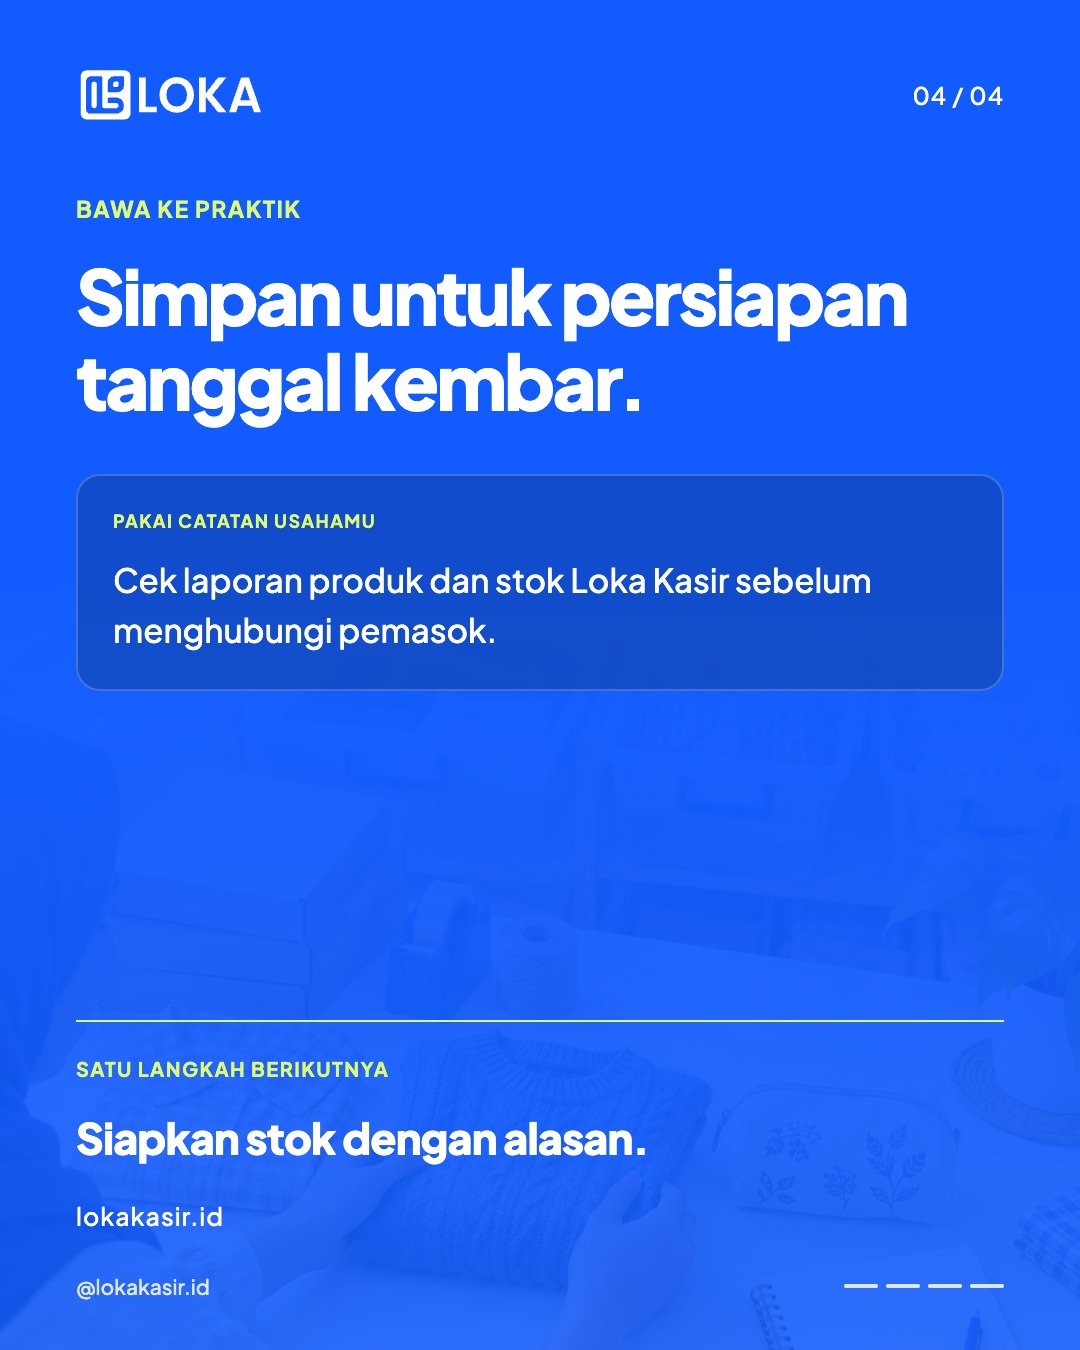 LOKA
04 / 04
BAWA KE PRAKTIK
Simpan untuk persiapan
tanggal kembar.
PAKAI CATATAN USAHAMU
Cek laporan produk dan stok Loka Kasir sebelum
menghubungi pemasok.
SATU LANGKAH BERIKUTNYA
Siapkan stok dengan alasan.
lokakasir.id
@lokakasir.id